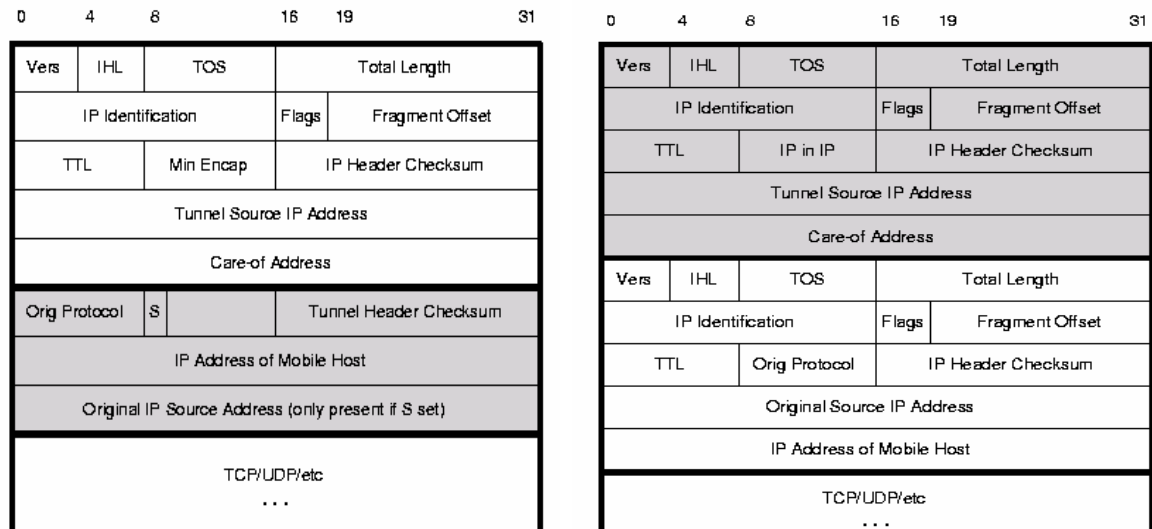 0 4 8 16 19 31
Vers IHL TOS Total Length
IP Identification Flags Fragment Offset
TTL Min Encap IP Header Checksum
Tunnel Source IP Address
Care-of Address
Orig Protocol S Tunnel Header Checksum
IP Address of Mobile Host
Original IP Source Address (only present if S set)
TCP/UDP/etc
...
0 4 8 16 19 31
Vers IHL TOS Total Length
IP Identification Flags Fragment Offset
TTL IP in IP IP Header Checksum
Tunnel Source IP Address
Care-of Address
Vers IHL TOS Total Length
IP Identification Flags Fragment Offset
TTL Orig Protocol IP Header Checksum
Original Source IP Address
IP Address of Mobile Host
TCP/UDP/etc
...